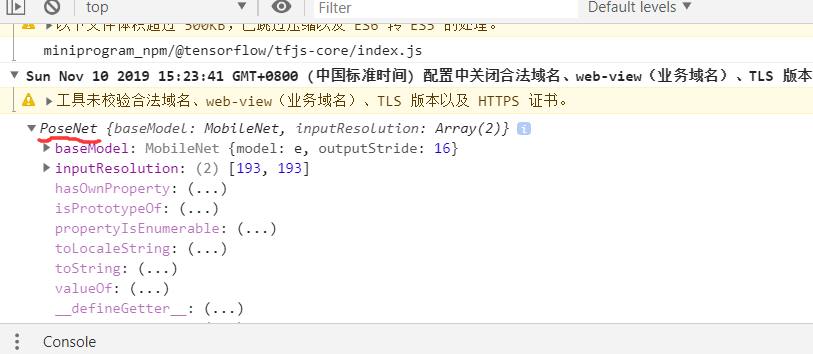 top Filter Default levels
以下文件体积超过 500KB，已跳过压缩以及 ES6 转 ES5 的处理。
miniprogram_npm/@tensorflow/tfjs-core/index.js
Sun Nov 10 2019 15:23:41 GMT+0800 (中国标准时间) 配置中关闭合法域名、web-view（业务域名）、TLS 版本
工具未校验合法域名、web-view（业务域名）、TLS 版本以及 HTTPS 证书。
PoseNet {baseModel: MobileNet, inputResolution: Array(2)}
baseModel: MobileNet {model: e, outputStride: 16}
inputResolution: (2) [193, 193]
hasOwnProperty: (...)
isPrototypeOf: (...)
propertyIsEnumerable: (...)
toLocaleString: (...)
toString: (...)
valueOf: (...)
__defineGetter__: (...)
Console